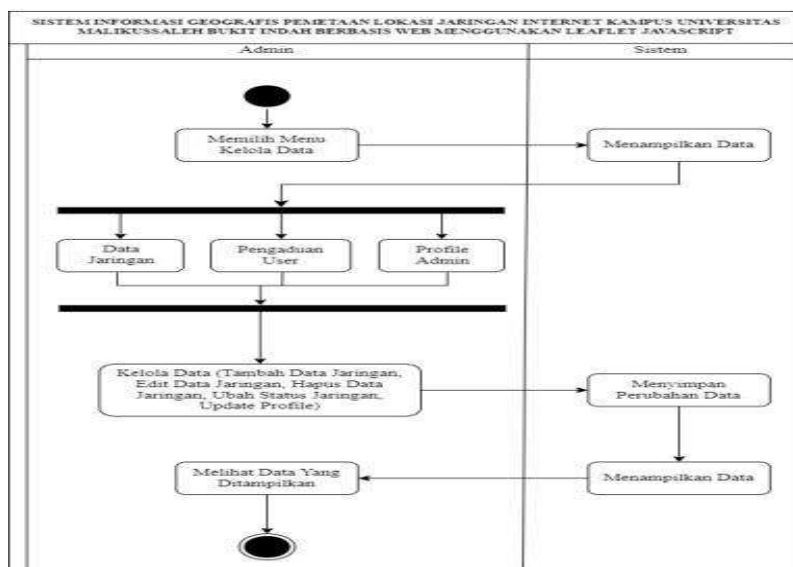 SISTEM INFORMASI GEOGRAFIS PEMETAAN LOKASI JARINGAN INTERNET KAMPUS UNIVERSITAS
MALIKUSSALEH BUKIT INDAH BERBASIS WEB MENGGUNAKAN LEAFLET JAVASCRIPT
Admin
Sistem
Memilih Menu
Kelola Data
Menampilkan Data
Data
Jaringan
Pengaduan
User
Profile
Admin
Kelola Data (Tambah Data Jaringan,
Edit Data Jaringan, Hapus Data
Jaringan, Ubah Status Jaringan,
Update Profile)
Menyimpan
Perubahan Data
Melihat Data Yang
Ditampilkan
Menampilkan Data